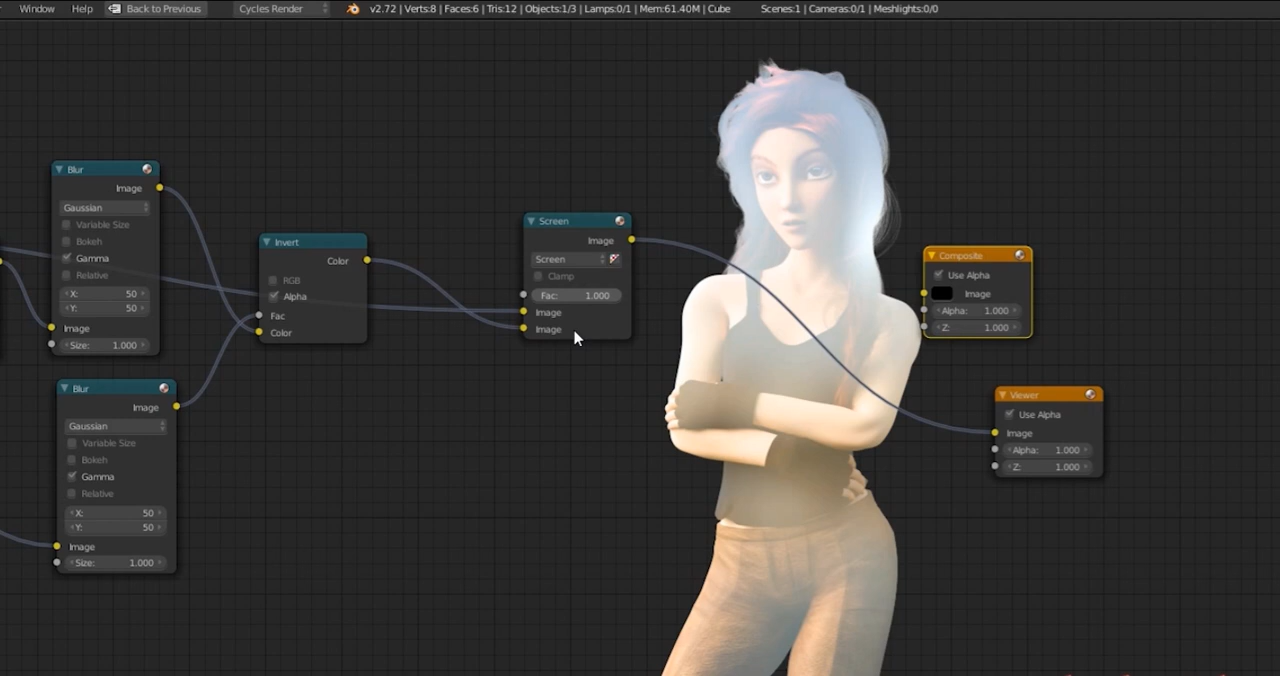 Window Help Back to Previous Cycles Render v2.72 | Verts:8 | Faces:6 | Tris:12 | Objects:1/3 | Lamps:0/1 | Mem:61.40M | Cube Scenes:1 | Cameras:0/1 | Meshlights:0/0
Blur
Image
Gaussian
Variable Size
Bokeh
Gamma
Relative
X: 50
Y: 50
Image
Size: 1.000
Blur
Image
Gaussian
Variable Size
Bokeh
Gamma
Relative
X: 50
Y: 50
Image
Size: 1.000
Invert
Color
RGB
Alpha
Fac
Color
Screen
Image
Screen
Clamp
Fac: 1.000
Image
Image
Composite
Use Alpha
Image
Alpha: 1.000
Z: 1.000
Viewer
Use Alpha
Image
Alpha: 1.000
Z: 1.000